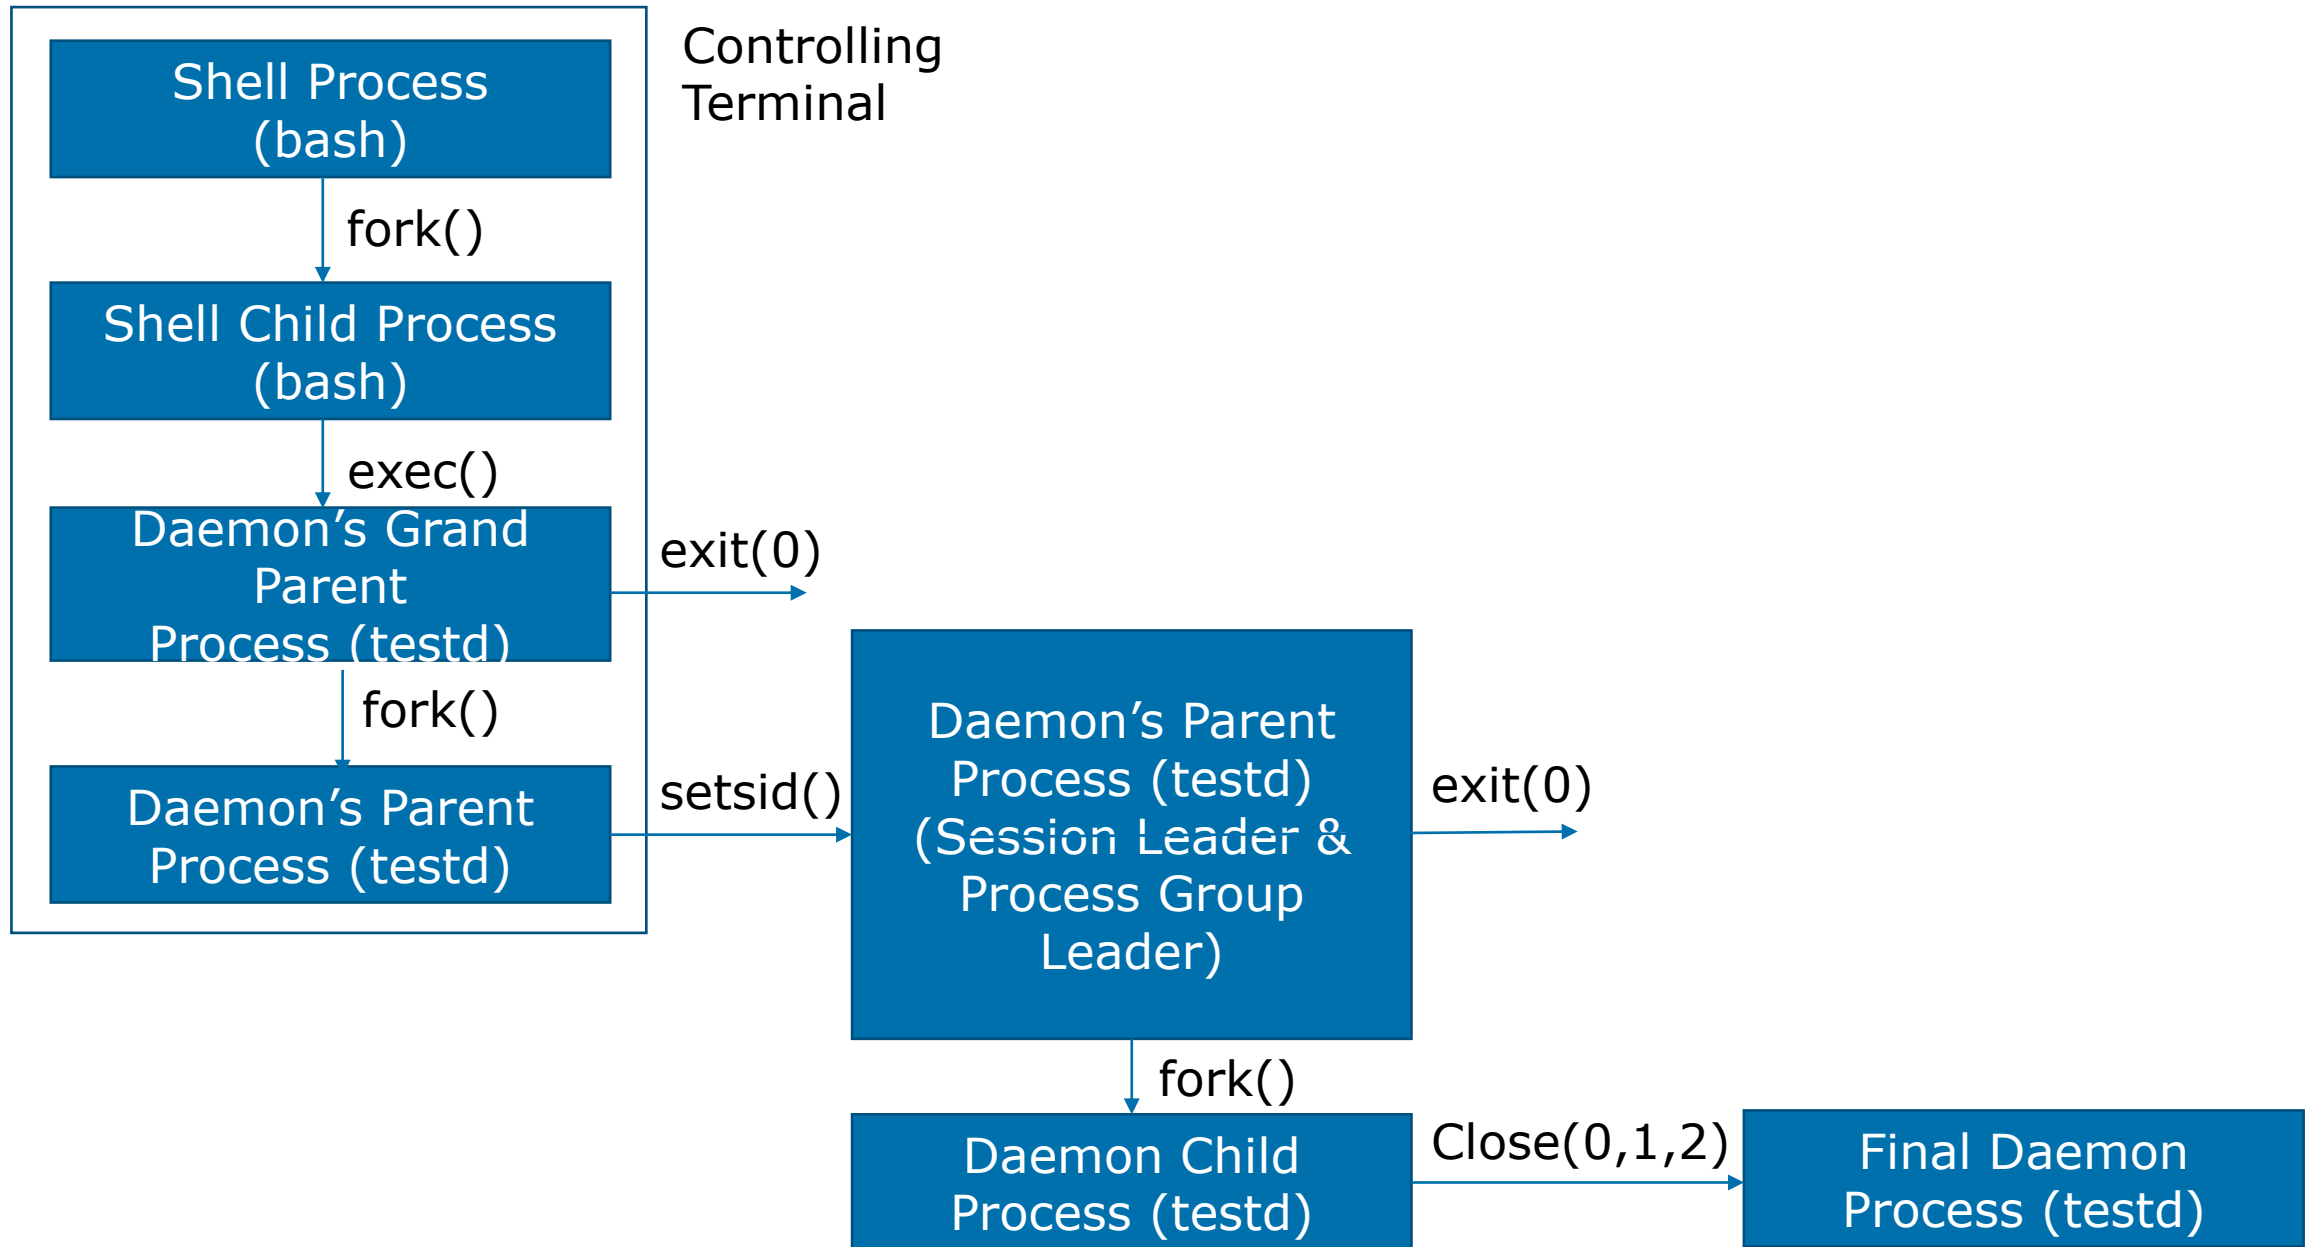 Shell Process
(bash)
Controlling
Terminal
fork()
Shell Child Process
(bash)
exec()
Daemon’s Grand
Parent
Process (testd)
exit(0)
fork()
Daemon’s Parent
Process (testd)
setsid()
Daemon’s Parent
Process (testd)
(Session Leader &
Process Group
Leader)
exit(0)
fork()
Daemon Child
Process (testd)
Close(0,1,2)
Final Daemon
Process (testd)